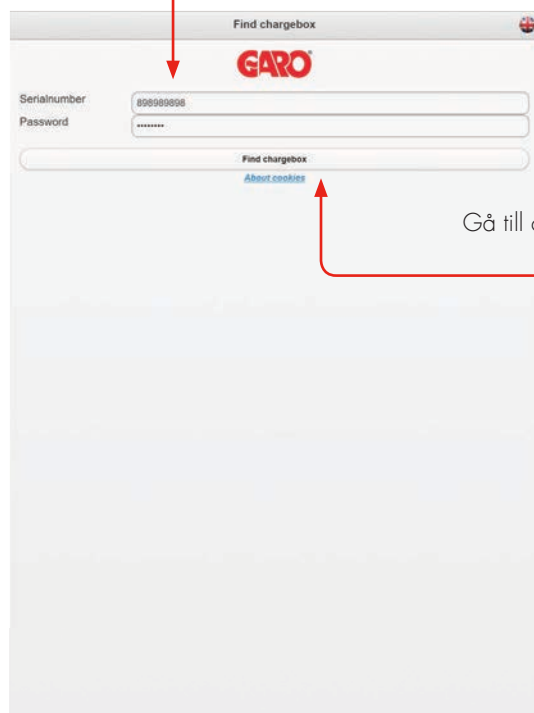 Find chargebox
GARO
Serialnumber 898989898
Password ••••••••
Find chargebox
About cookies
Gå till